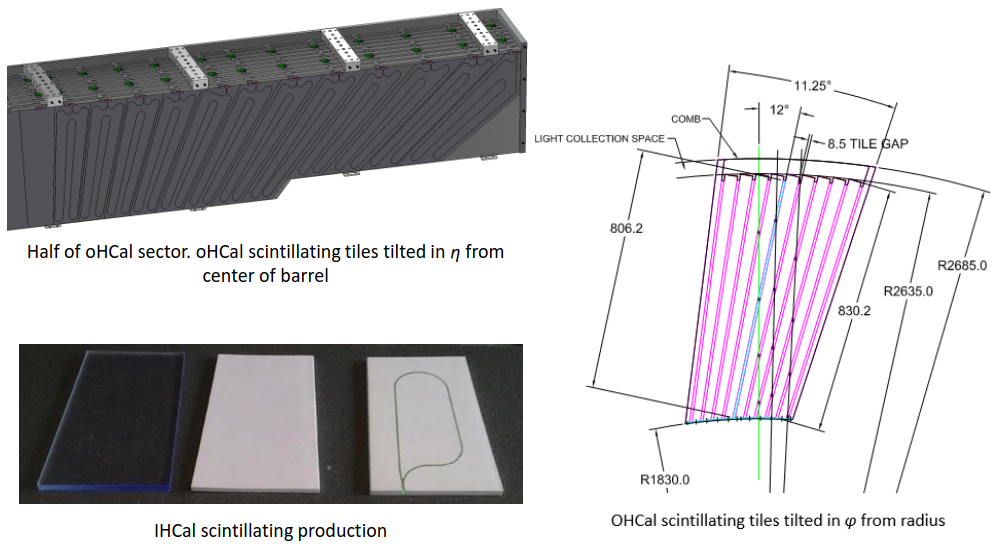 Half of oHCal sector. oHCal scintillating tiles tilted in η from
center of barrel
IHCal scintillating production
11.25°
12°
COMB
LIGHT COLLECTION SPACE
8.5 TILE GAP
806.2
R2685.0
R2635.0
830.2
R1830.0
OHCal scintillating tiles tilted in φ from radius